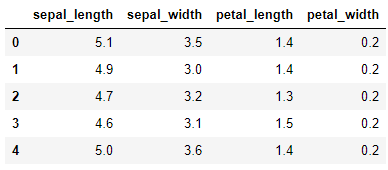 sepal_length sepal_width petal_length petal_width
0 5.1 3.5 1.4 0.2
1 4.9 3.0 1.4 0.2
2 4.7 3.2 1.3 0.2
3 4.6 3.1 1.5 0.2
4 5.0 3.6 1.4 0.2